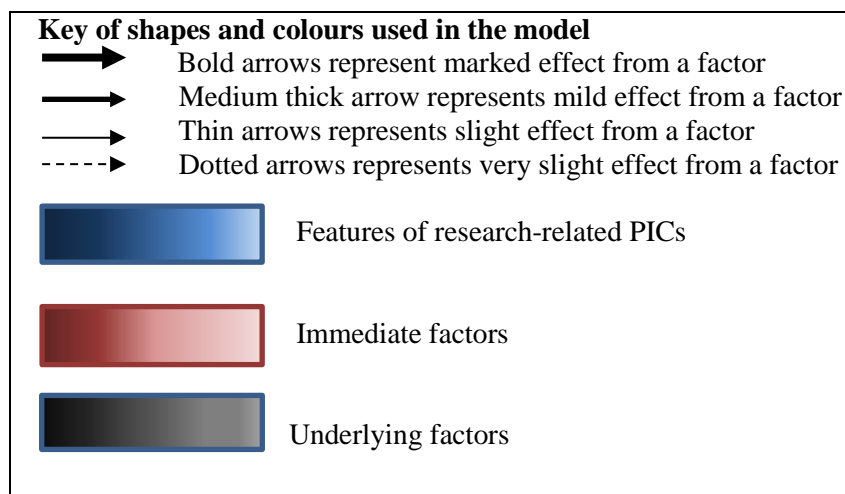 Key of shapes and colours used in the model
Bold arrows represent marked effect from a factor
Medium thick arrow represents mild effect from a factor
Thin arrows represents slight effect from a factor
Dotted arrows represents very slight effect from a factor
Features of research-related PICs
Immediate factors
Underlying factors